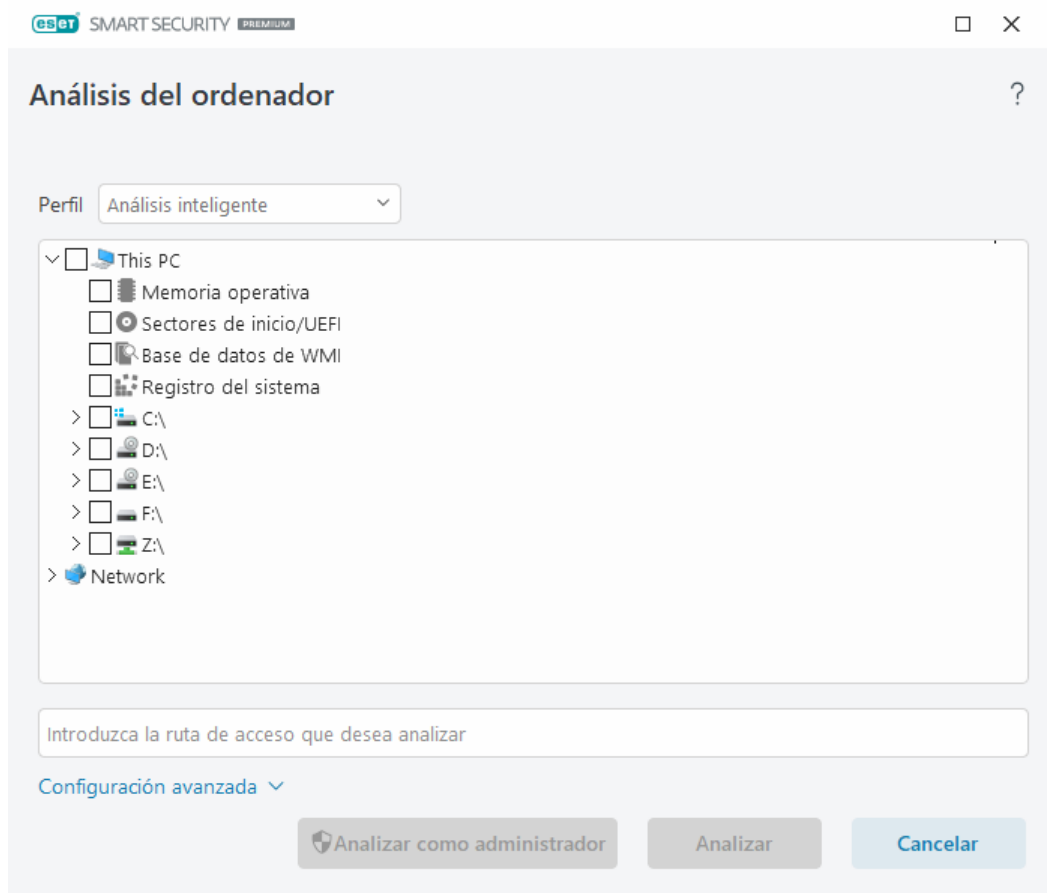 eset SMART SECURITY PREMIUM
Análisis del ordenador
?
Perfil Análisis inteligente
This PC
Memoria operativa
Sectores de inicio/UEFI
Base de datos de WMI
Registro del sistema
C:\
D:\
E:\
F:\
Z:\
Network
Introduzca la ruta de acceso que desea analizar
Configuración avanzada
Analizar como administrador Analizar Cancelar